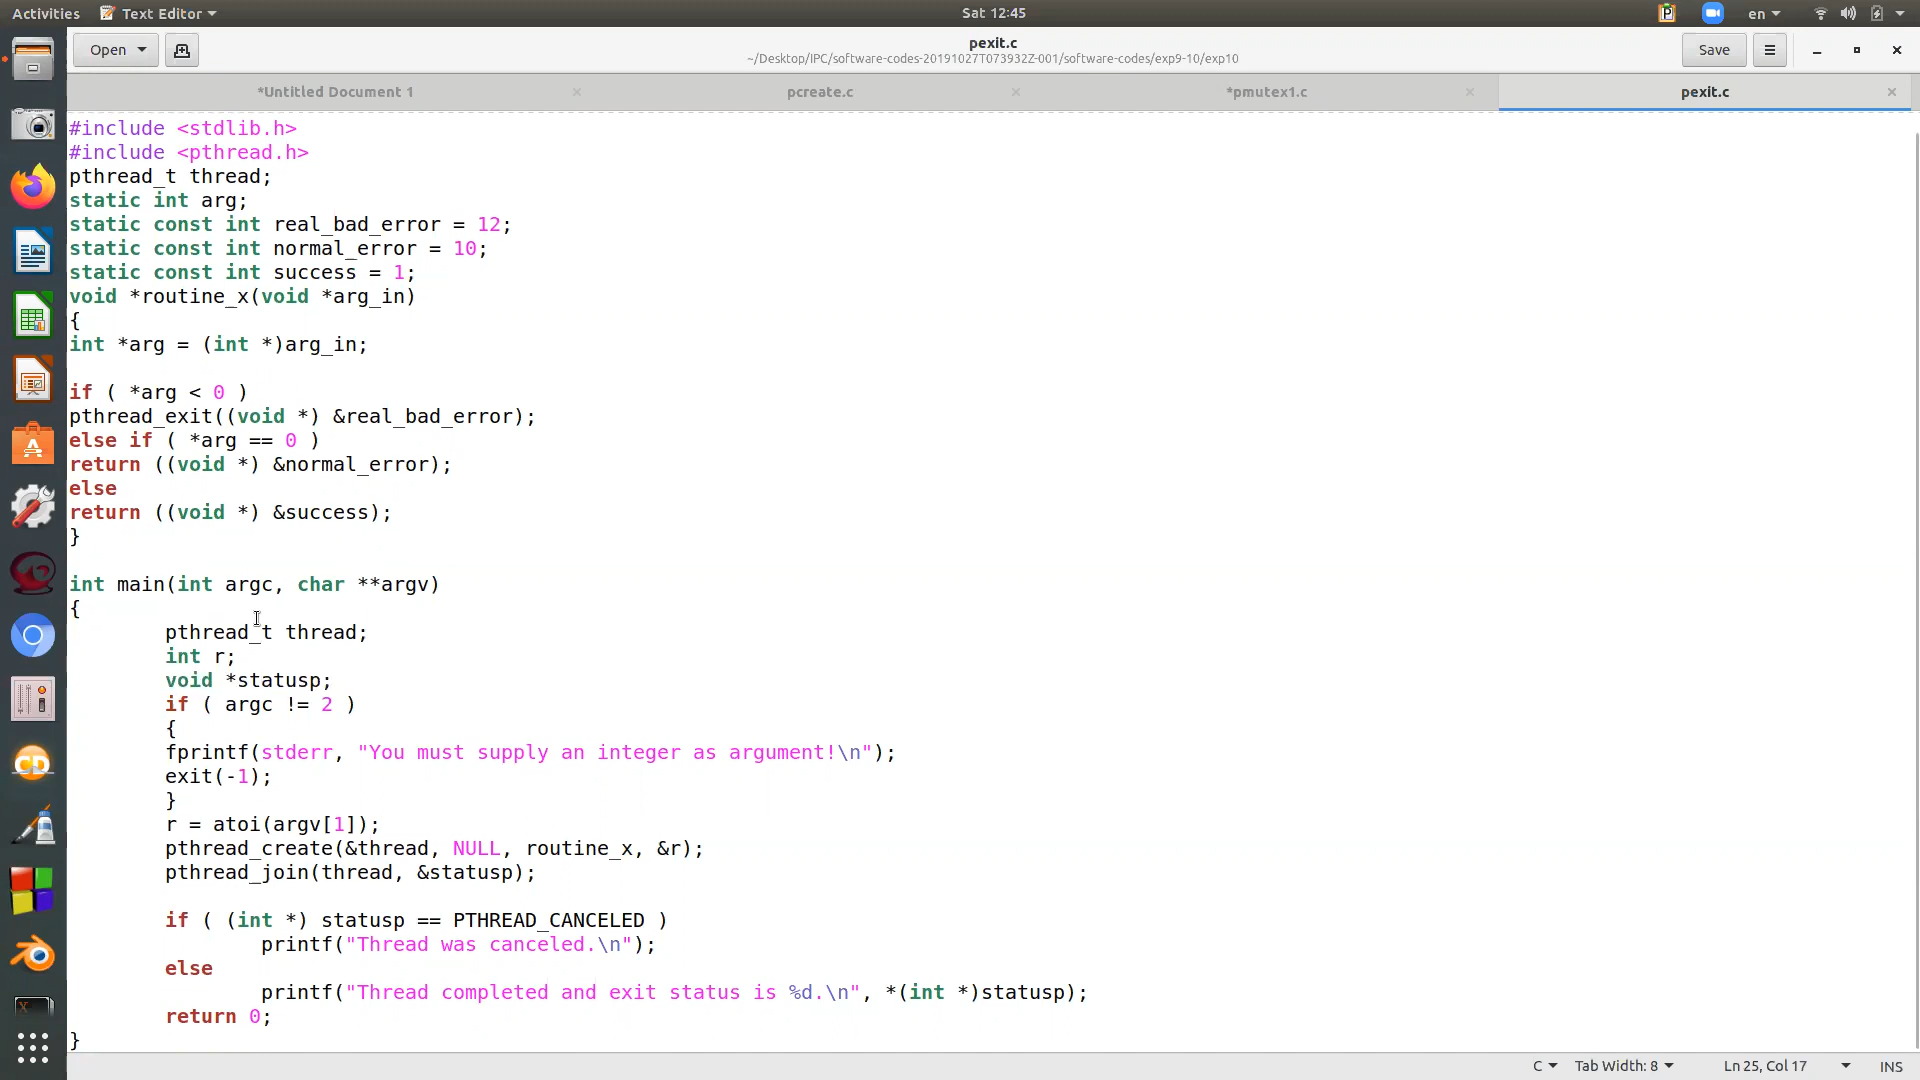 Activities Text Editor Sat 12:45 en
Open pexit.c Save
~/Desktop/IPC/software-codes-20191027T073932Z-001/software-codes/exp9-10/exp10
*Untitled Document 1 pcreate.c *pmutex1.c pexit.c
#include <stdlib.h>
#include <pthread.h>
pthread_t thread;
static int arg;
static const int real_bad_error = 12;
static const int normal_error = 10;
static const int success = 1;
void *routine_x(void *arg_in)
{
int *arg = (int *)arg_in;
if ( *arg < 0 )
pthread_exit((void *) &real_bad_error);
else if ( *arg == 0 )
return ((void *) &normal_error);
else
return ((void *) &success);
}
int main(int argc, char **argv)
{
pthread_t thread;
int r;
void *statusp;
if ( argc != 2 )
{
fprintf(stderr, "You must supply an integer as argument!\n");
exit(-1);
}
r = atoi(argv[1]);
pthread_create(&thread, NULL, routine_x, &r);
pthread_join(thread, &statusp);
if ( (int *) statusp == PTHREAD_CANCELED )
printf("Thread was canceled.\n");
else
printf("Thread completed and exit status is %d.\n", *(int *)statusp);
return 0;
}
C Tab Width: 8 Ln 25, Col 17 INS